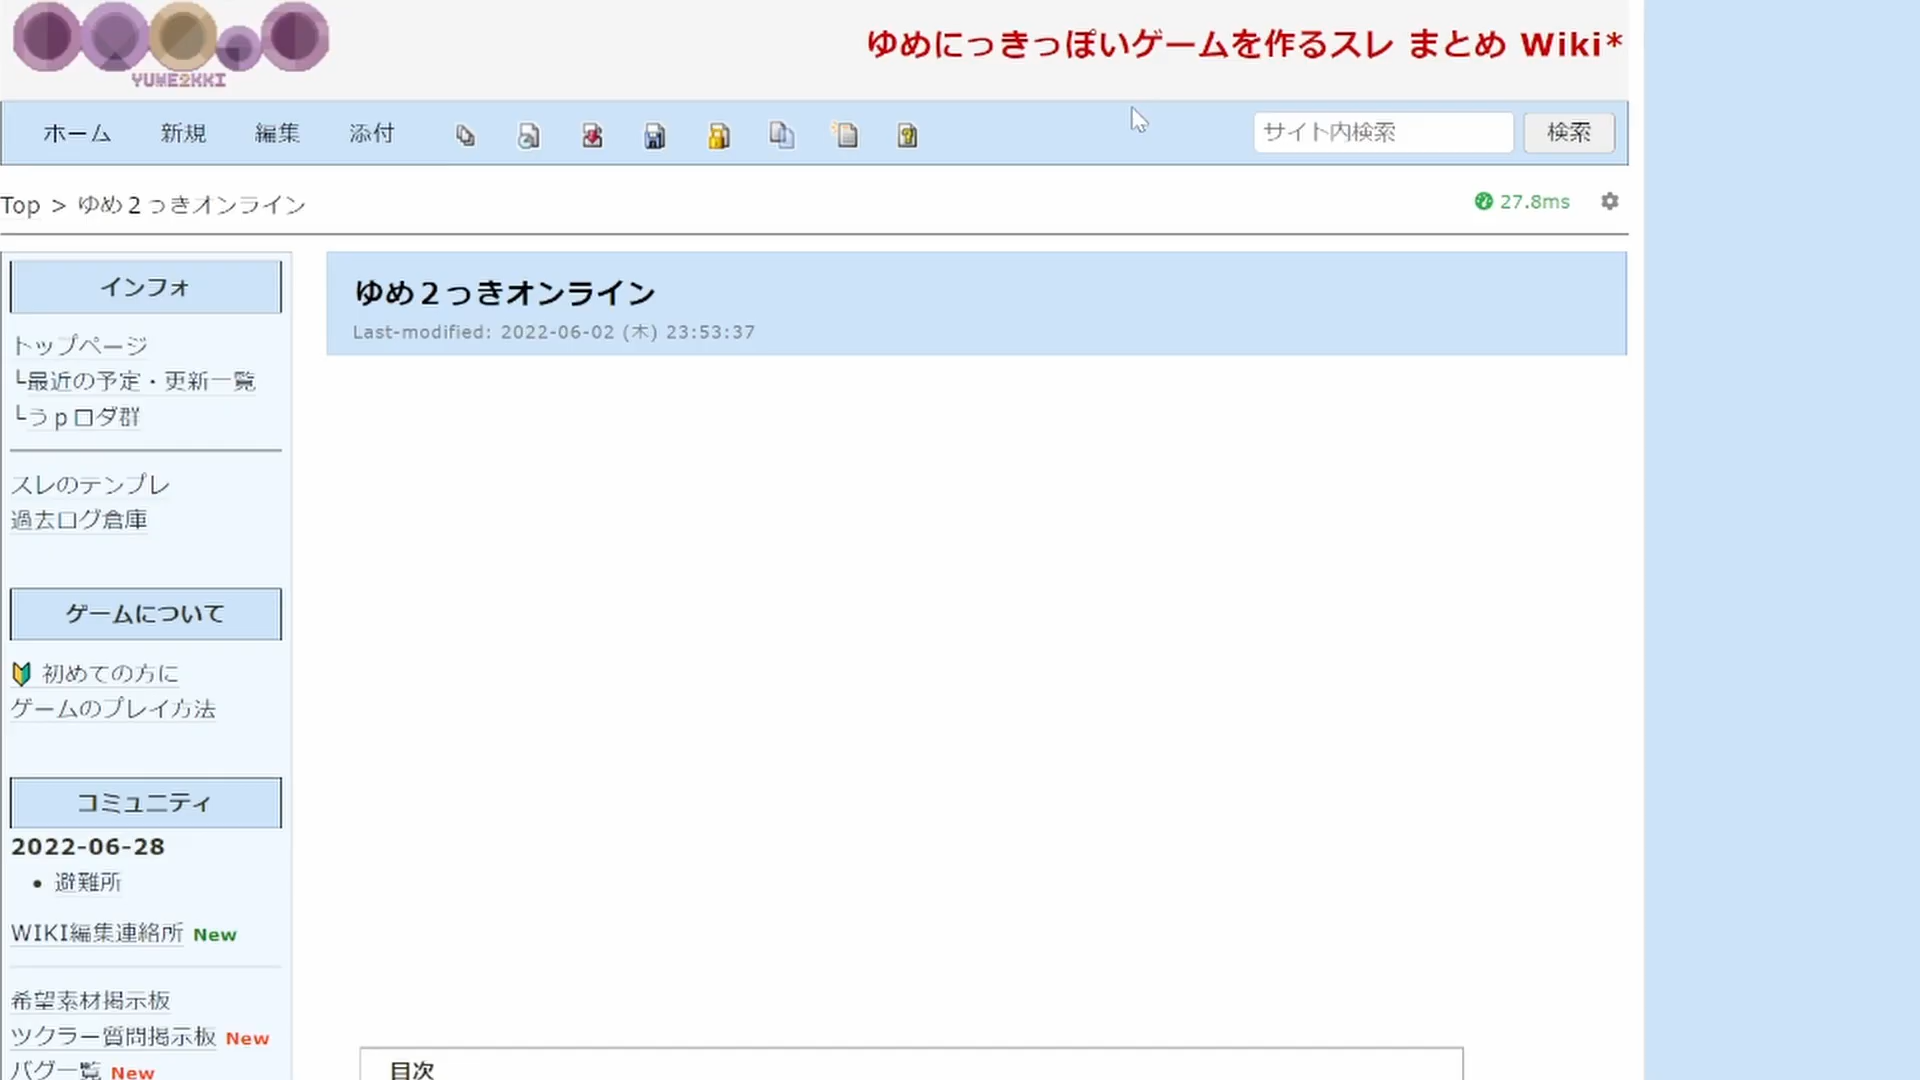 YUME2KKI
ゆめにっきっぽいゲームを作るスレ まとめ Wiki*
ホーム 新規 編集 添付 サイト内検索 検索
Top > ゆめ２っきオンライン 27.8ms
インフォ
トップページ
└最近の予定・更新一覧
└うｐロダ群
スレのテンプレ
過去ログ倉庫
ゲームについて
初めての方に
ゲームのプレイ方法
コミュニティ
2022-06-28
• 避難所
WIKI編集連絡所 New
希望素材掲示板
ツクラー質問掲示板 New
バグ一覧 New
ゆめ２っきオンライン
Last-modified: 2022-06-02 (木) 23:53:37
目次